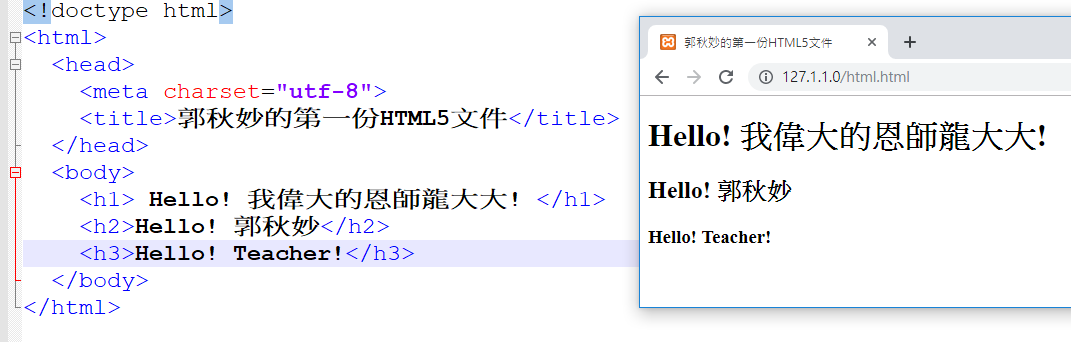 <!doctype html>
<html>
<head>
<meta charset="utf-8">
<title>郭秋妙的第一份HTML5文件</title>
</head>
<body>
<h1> Hello! 我偉大的恩師龍大大! </h1>
<h2>Hello! 郭秋妙</h2>
<h3>Hello! Teacher!</h3>
</body>
</html>
郭秋妙的第一份HTML5文件
127.1.1.0/html.html
Hello! 我偉大的恩師龍大大!
Hello! 郭秋妙
Hello! Teacher!